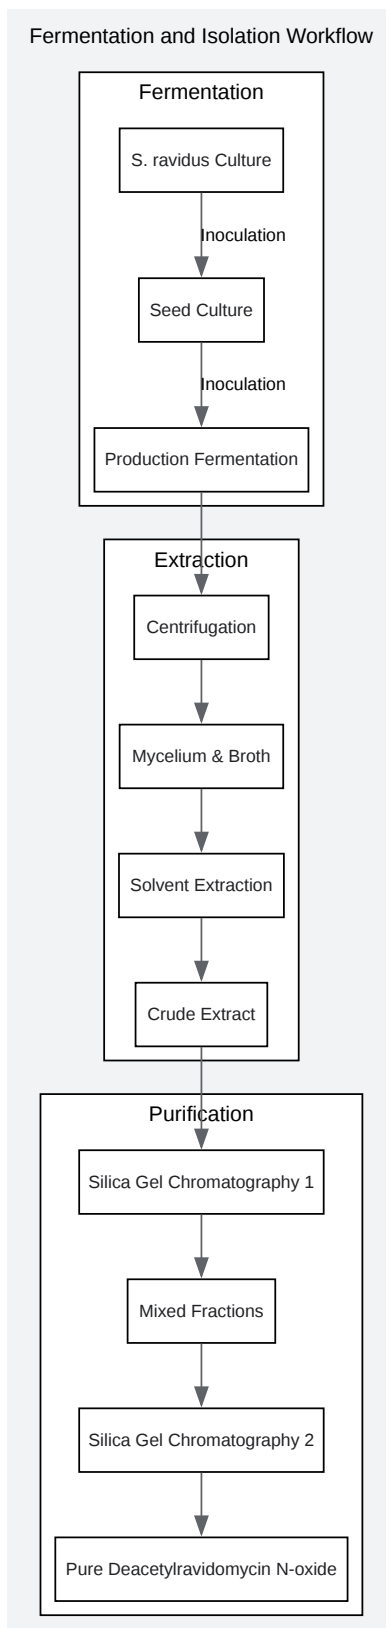 Fermentation and Isolation Workflow
Fermentation
S. ravidus Culture
Inoculation
Seed Culture
Inoculation
Production Fermentation
Extraction
Centrifugation
Mycelium & Broth
Solvent Extraction
Crude Extract
Purification
Silica Gel Chromatography 1
Mixed Fractions
Silica Gel Chromatography 2
Pure Deacetylravidomycin N-oxide